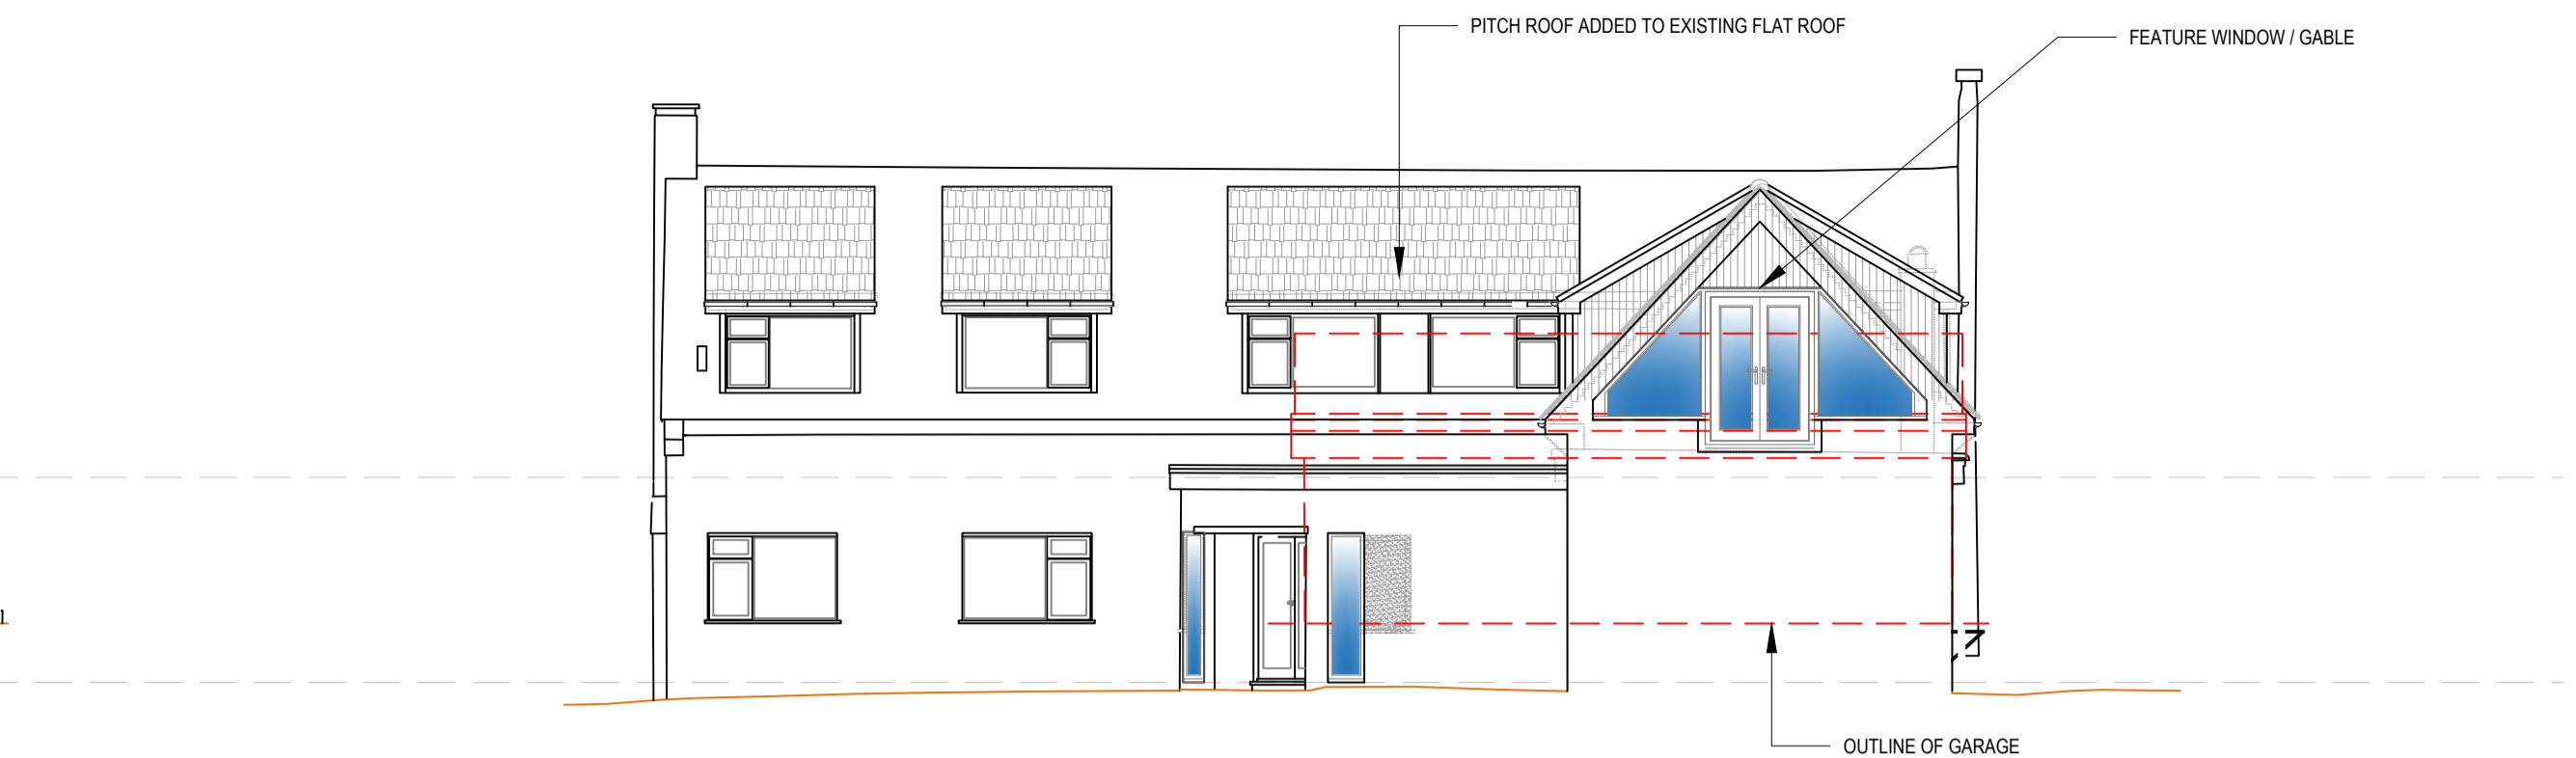 PITCH ROOF ADDED TO EXISTING FLAT ROOF
FEATURE WINDOW / GABLE
OUTLINE OF GARAGE